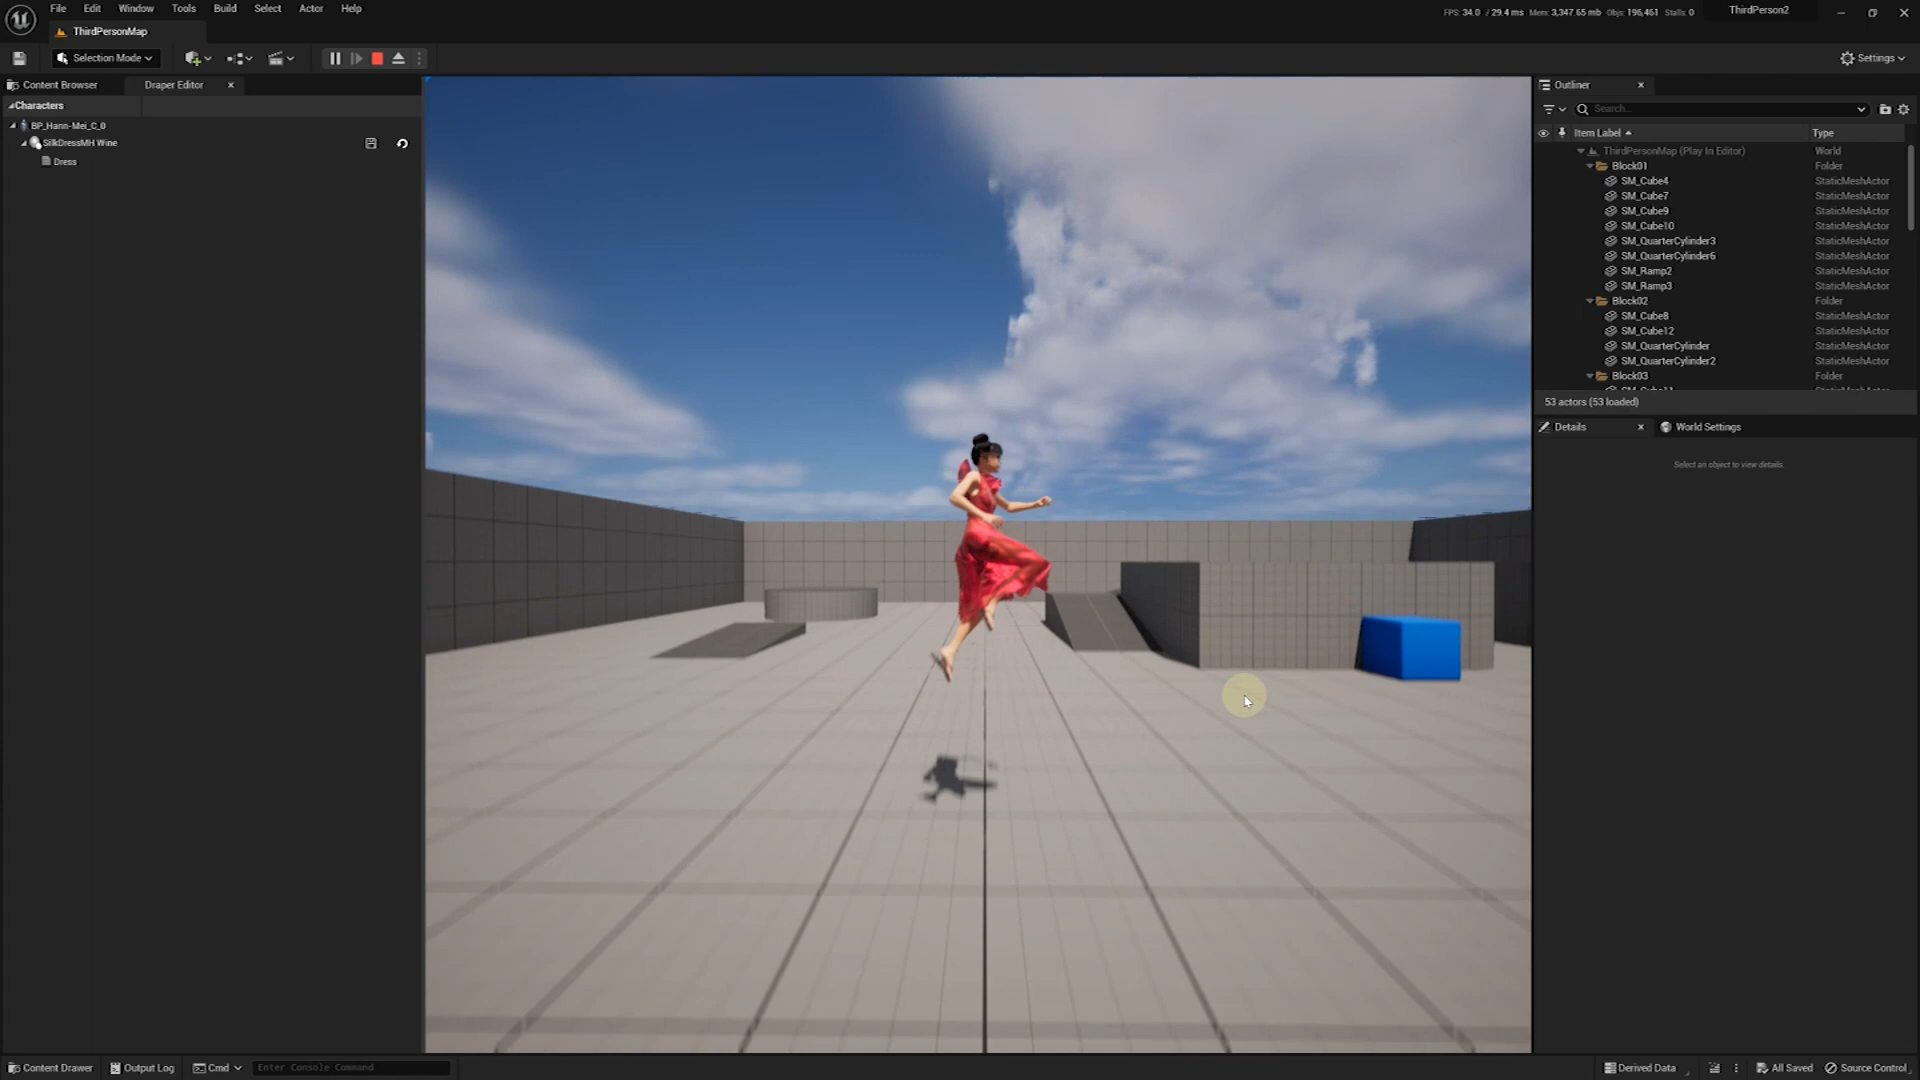 File Edit Window Tools Build Select Actor Help
FPS: 34.0 / 29.4 ms Mem: 3,347.65 mb Objs: 196,461 Stalls: 0
ThirdPerson2
ThirdPersonMap
Selection Mode
Settings
Content Browser
Draper Editor
Characters
BP_Hann-Mei_C_0
SilkDressMH Wine
Dress
Outliner
Search...
Item Label Type
ThirdPersonMap (Play In Editor) World
Block01 Folder
SM_Cube4 StaticMeshActor
SM_Cube7 StaticMeshActor
SM_Cube9 StaticMeshActor
SM_Cube10 StaticMeshActor
SM_QuarterCylinder3 StaticMeshActor
SM_QuarterCylinder6 StaticMeshActor
SM_Ramp2 StaticMeshActor
SM_Ramp3 StaticMeshActor
Block02 Folder
SM_Cube8 StaticMeshActor
SM_Cube12 StaticMeshActor
SM_QuarterCylinder StaticMeshActor
SM_QuarterCylinder2 StaticMeshActor
Block03 Folder
53 actors (53 loaded)
Details
World Settings
Select an object to view details.
Content Drawer
Output Log
Cmd
Enter Console Command
Derived Data
All Saved
Source Control